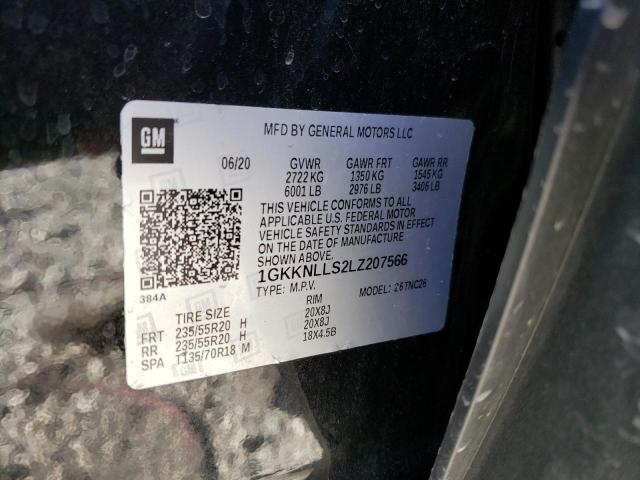 GM
MFD BY GENERAL MOTORS LLC
06/20 GVWR GAWR FRT GAWR RR
2722 KG 1350 KG 1545 KG
6001 LB 2976 LB 3406 LB
THIS VEHICLE CONFORMS TO ALL
APPLICABLE U.S. FEDERAL MOTOR
VEHICLE SAFETY STANDARDS IN EFFECT
ON THE DATE OF MANUFACTURE
SHOWN ABOVE.
1GKKNLLS2LZ207566
384A
TYPE: M.P.V. MODEL: 26TNC26
TIRE SIZE RIM
FRT 235/55R20 H 20X8J
RR 235/55R20 H 20X8J
SPA T135/70R18 M 18X4.5B